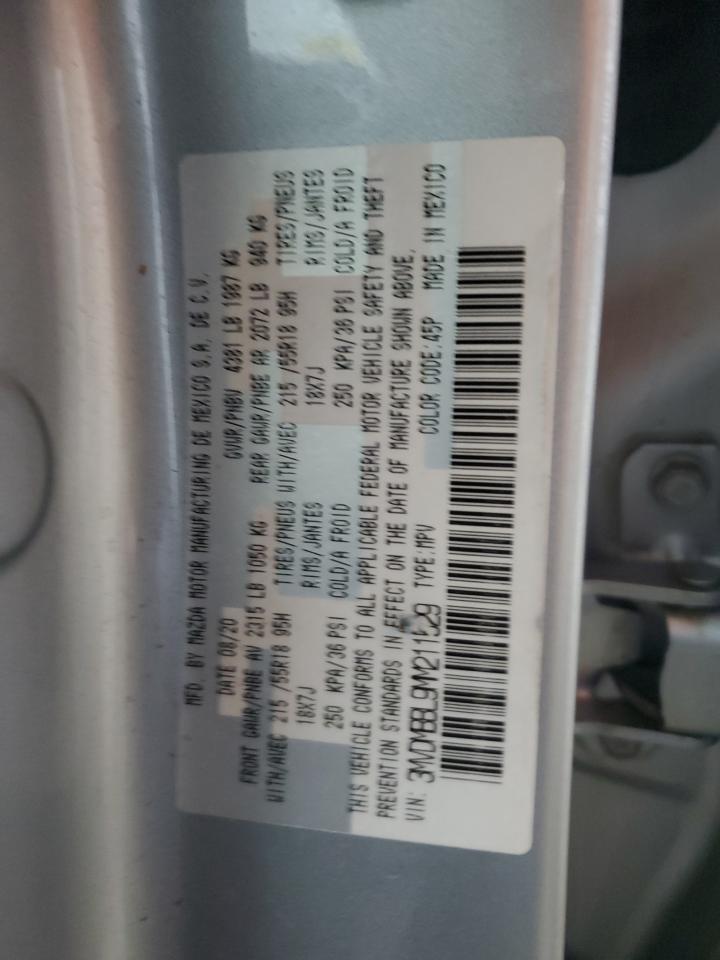 MFD. BY MAZDA MOTOR MANUFACTURING DE MEXICO S.A. DE C.V.
DATE 08/20 GVWR/PNBV 4381 LB 1987 KG
FRONT GAWR/PNBE AV 2315 LB 1050 KG REAR GAWR/PNBE AR 2072 LB 940 KG
WITH/AVEC 215 /55R18 95H TIRES/PNEUS WITH/AVEC 215 /55R18 95H TIRES/PNEUS
18X7J RIMS/JANTES 18X7J RIMS/JANTES
250 KPA/36 PSI COLD/A FROID 250 KPA/36 PSI COLD/A FROID
THIS VEHICLE CONFORMS TO ALL APPLICABLE FEDERAL MOTOR VEHICLE SAFETY AND THEFT
PREVENTION STANDARDS IN EFFECT ON THE DATE OF MANUFACTURE SHOWN ABOVE.
VIN: 3MVDMBBL9MM211529 TYPE:MPV COLOR CODE:45P MADE IN MEXICO